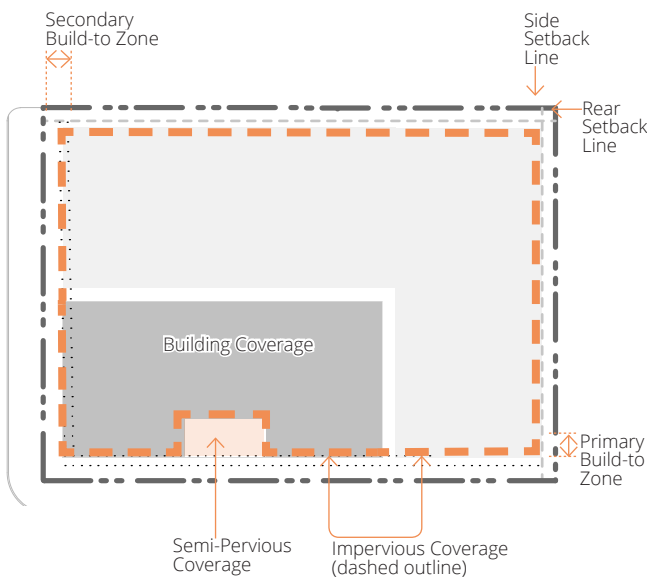 Secondary
Build-to Zone
Side
Setback
Line
Rear
Setback
Line
Building Coverage
Primary
Build-to
Zone
Semi-Pervious
Coverage
Impervious Coverage
(dashed outline)